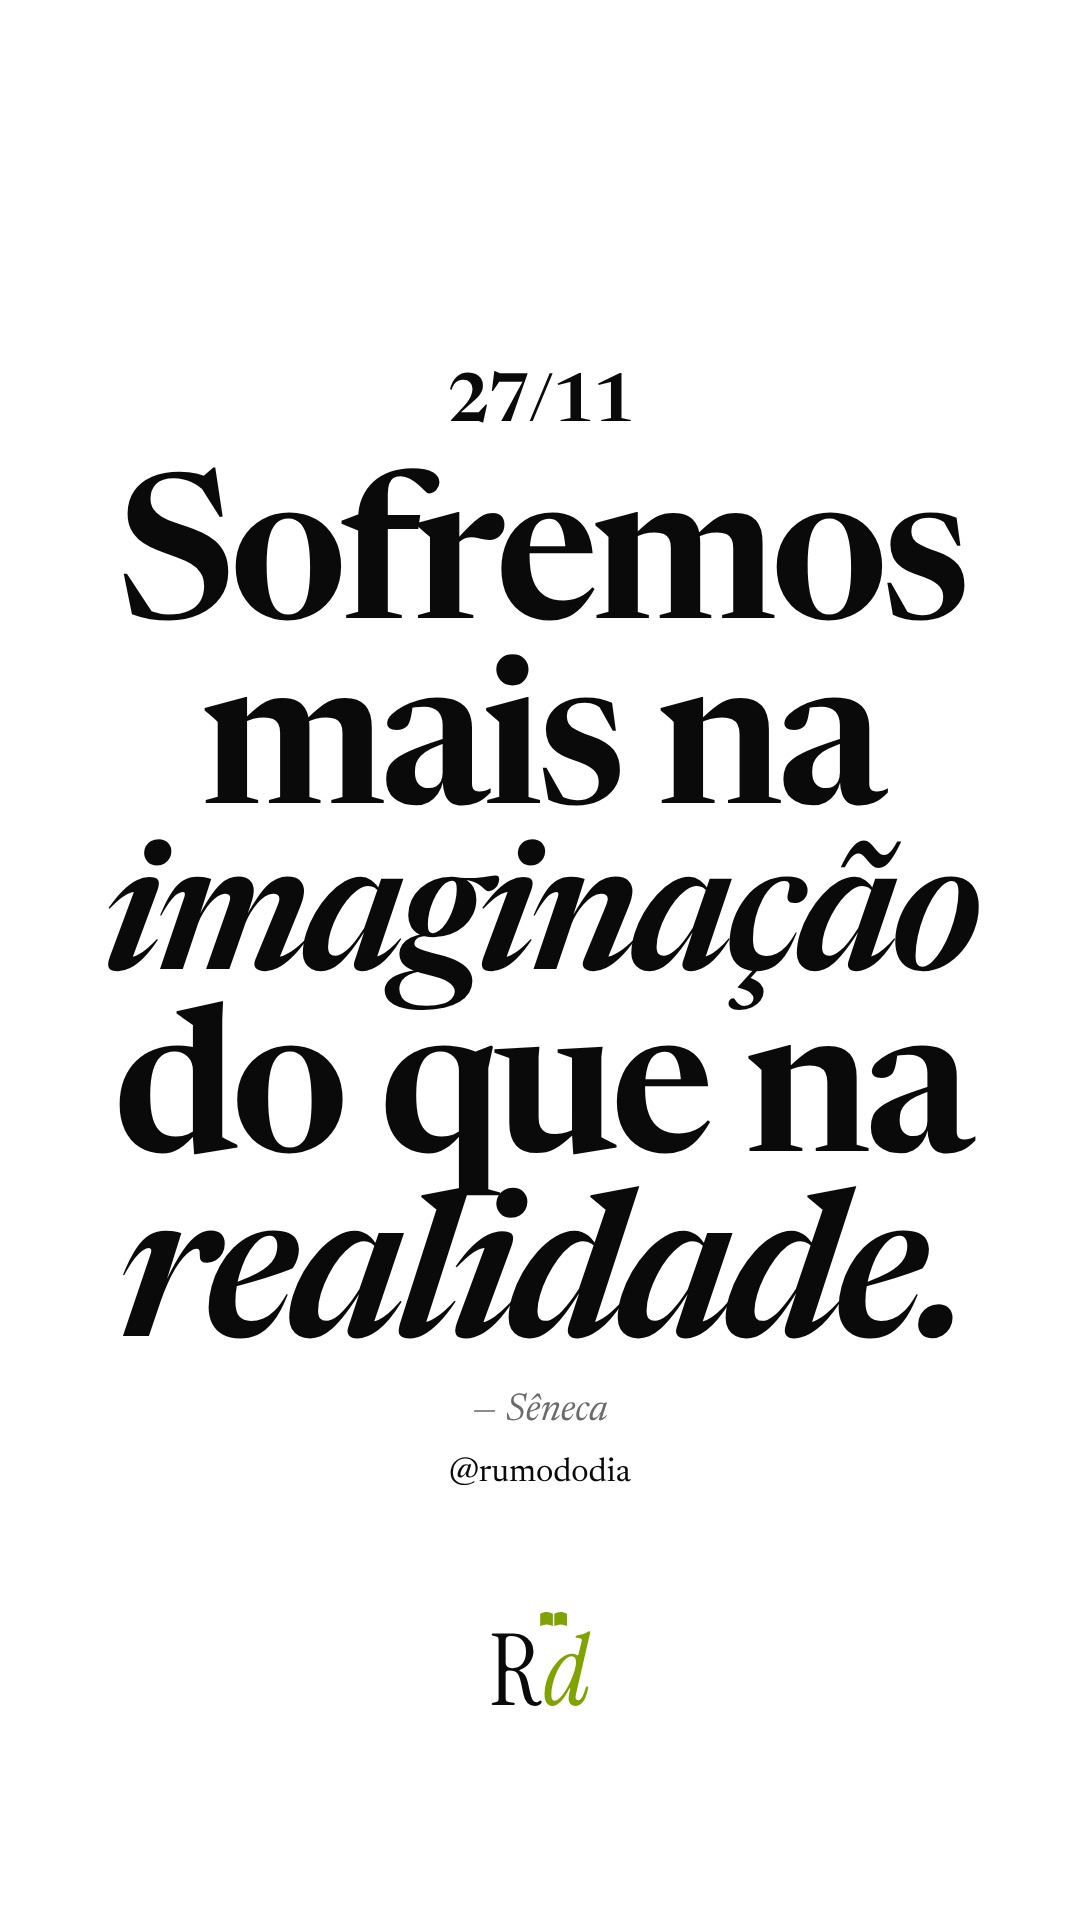 27/11
Sofremos
mais na
imaginação
do que na
realidade.
– Sêneca
@rumododia
Rd